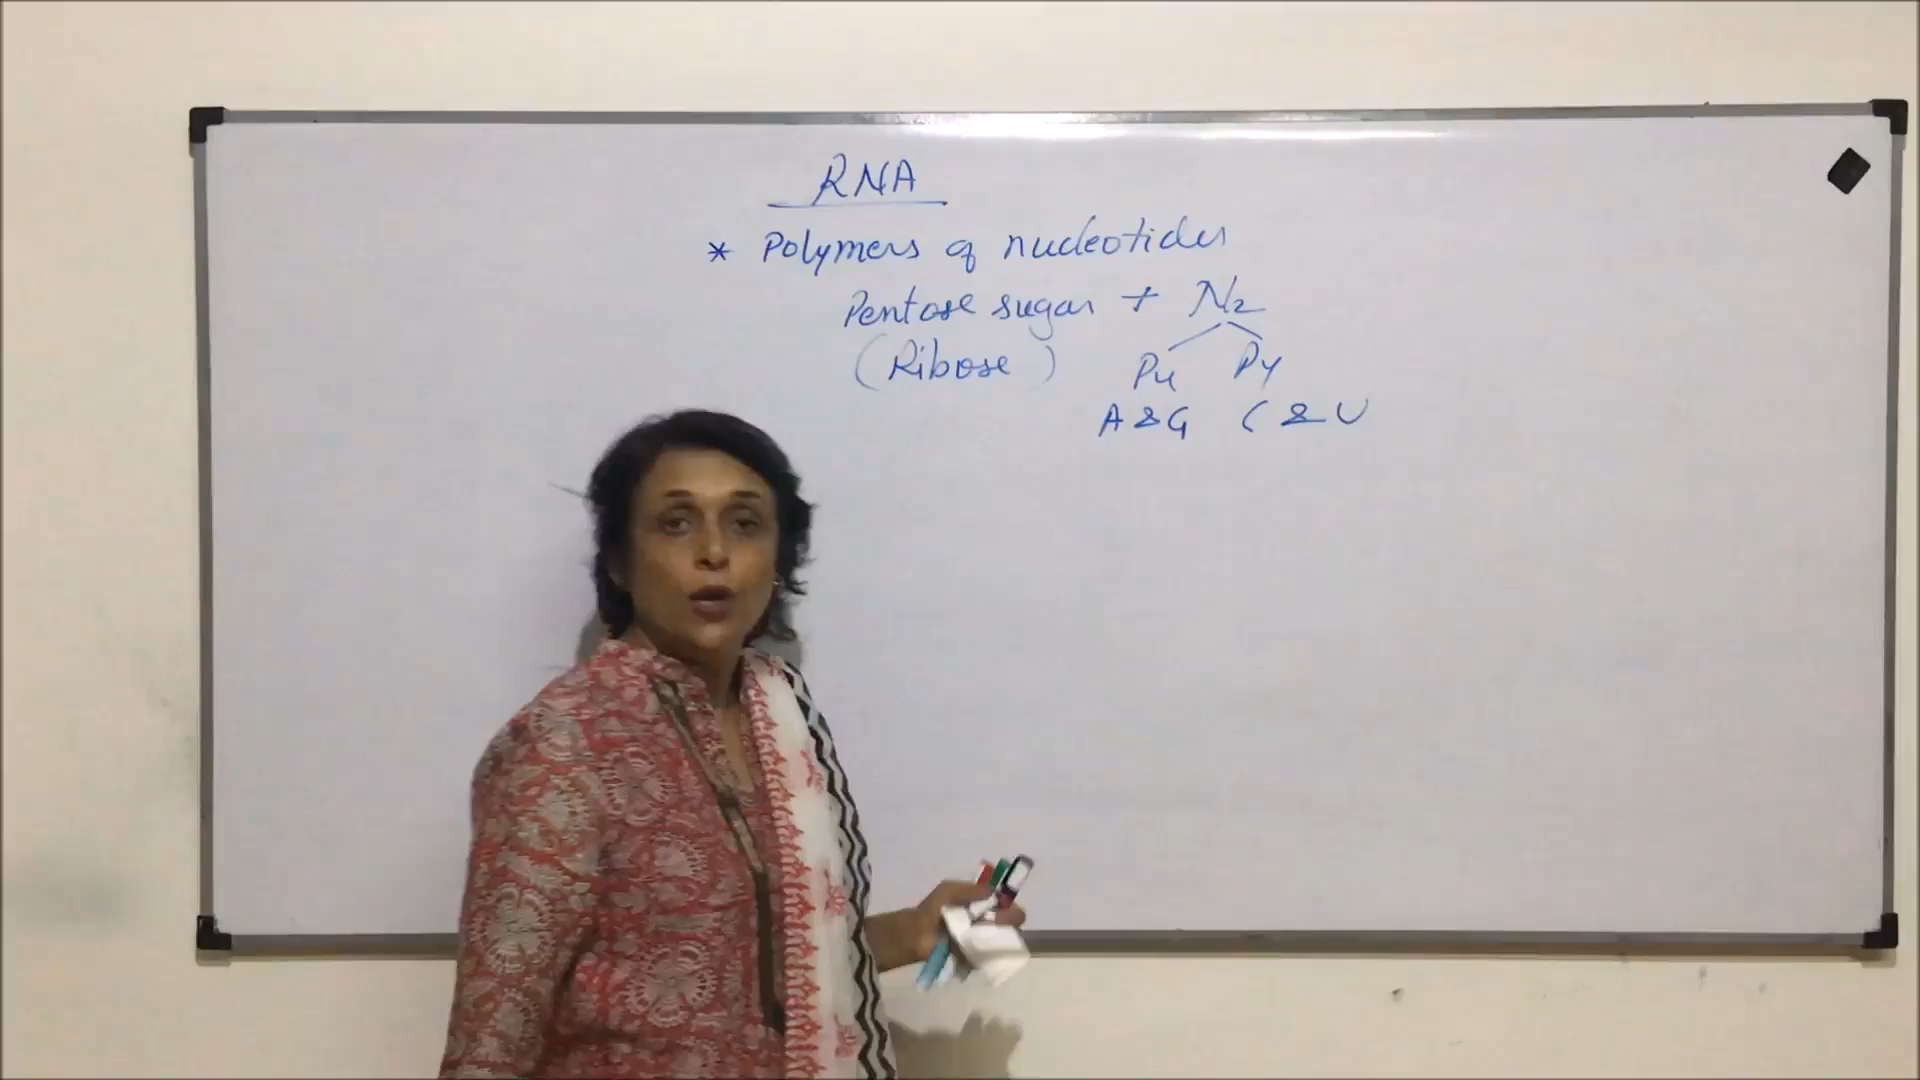 RNA
* Polymers of nucleotides
Pentose sugar + N2
(Ribose) Pu Py
A & G C & U